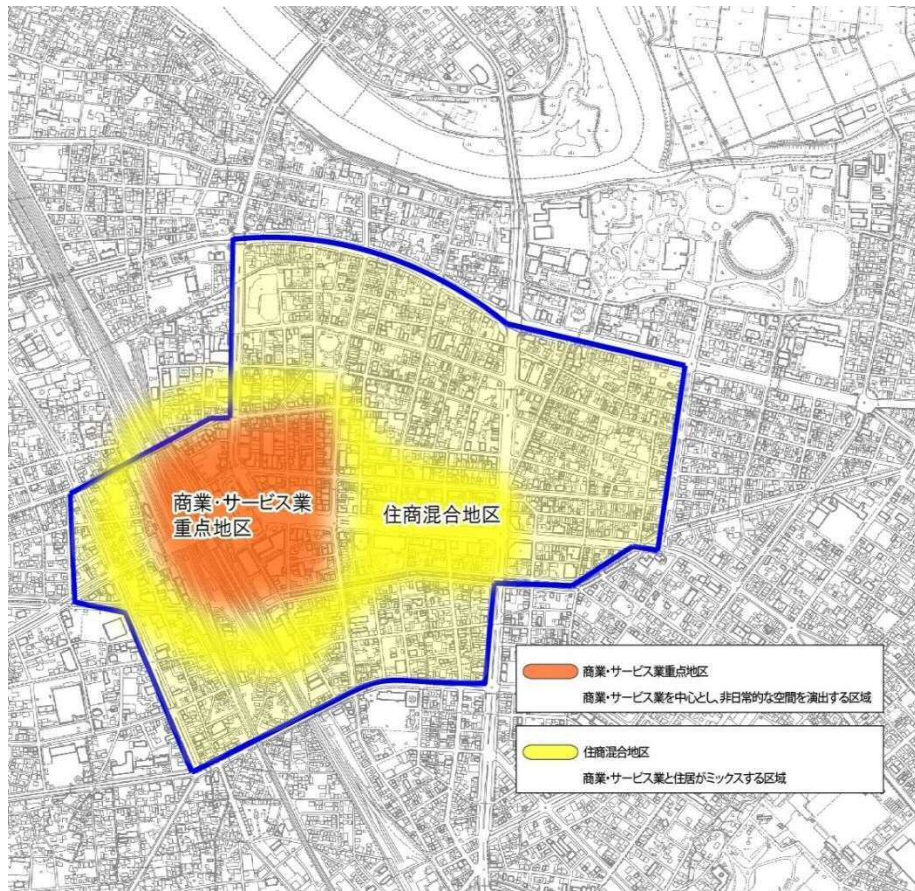 商業・サービス業
重点地区
住商混合地区
商業・サービス業重点地区
商業・サービス業を中心とし、非日常的な空間を演出する区域
住商混合地区
商業・サービス業と住居がミックスする区域